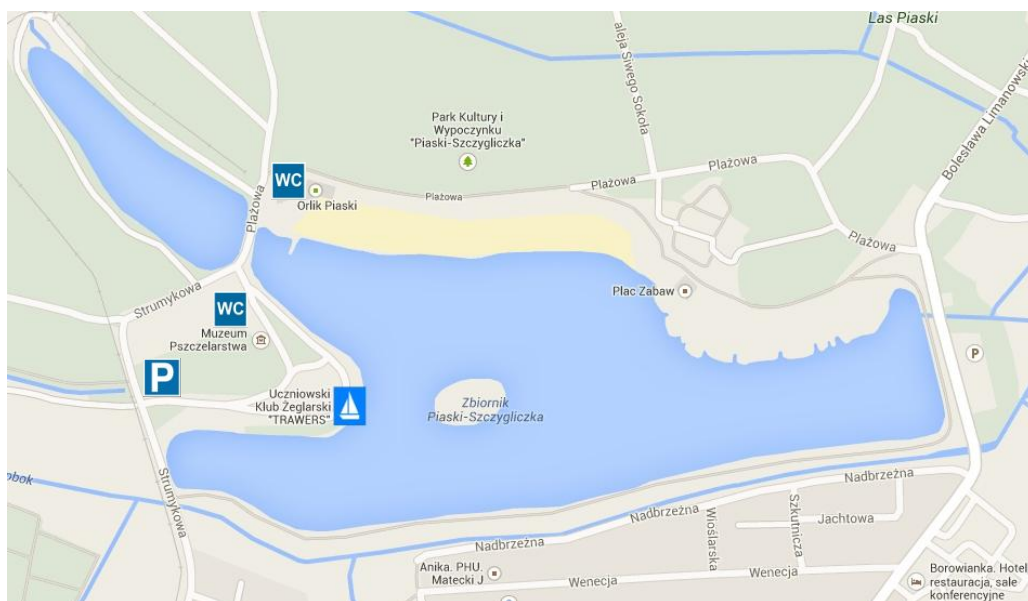 Las Piaski
aleja Siwego Sokoła
Bolesława Limanowski
Park Kultury i
Wypoczynku
"Piaski-Szczygliczka"
WC
Orlik Piaski
Plażowa
Plażowa
Plażowa
Plażowa
Plażowa
Strumykowa
WC
Muzeum
Pszczelarstwa
Plac Zabaw
P
P
Uczniowski
Klub Żeglarski
"TRAWERS"
Zbiornik
Piaski-Szczygliczka
Strumykowa
obok
Nadbrzeżna
Nadbrzeżna
Nadbrzeżna
Wioślarska
Szkutnicza
Jachtowa
Anika. PHU.
Matecki J
Wenecja
Wenecja
Borowianka. Hotel
restauracja, sale
konferencyjne